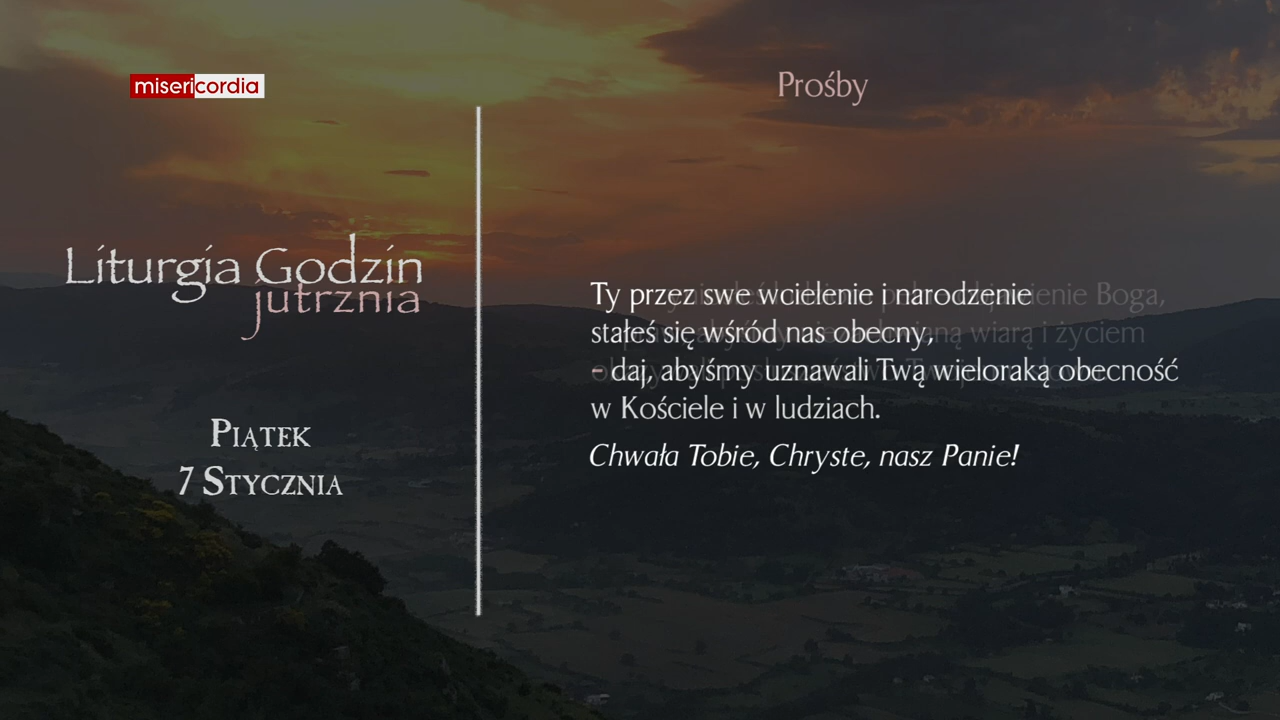 misericordia
Prośby
Liturgia Godzin
jutrznia
Piątek
7 Stycznia
Ty przez swe wcielenie i narodzenie
stałeś się wśród nas obecny,
- daj, abyśmy uznawali Twą wieloraką obecność
w Kościele i w ludziach.
Chwała Tobie, Chryste, nasz Panie!